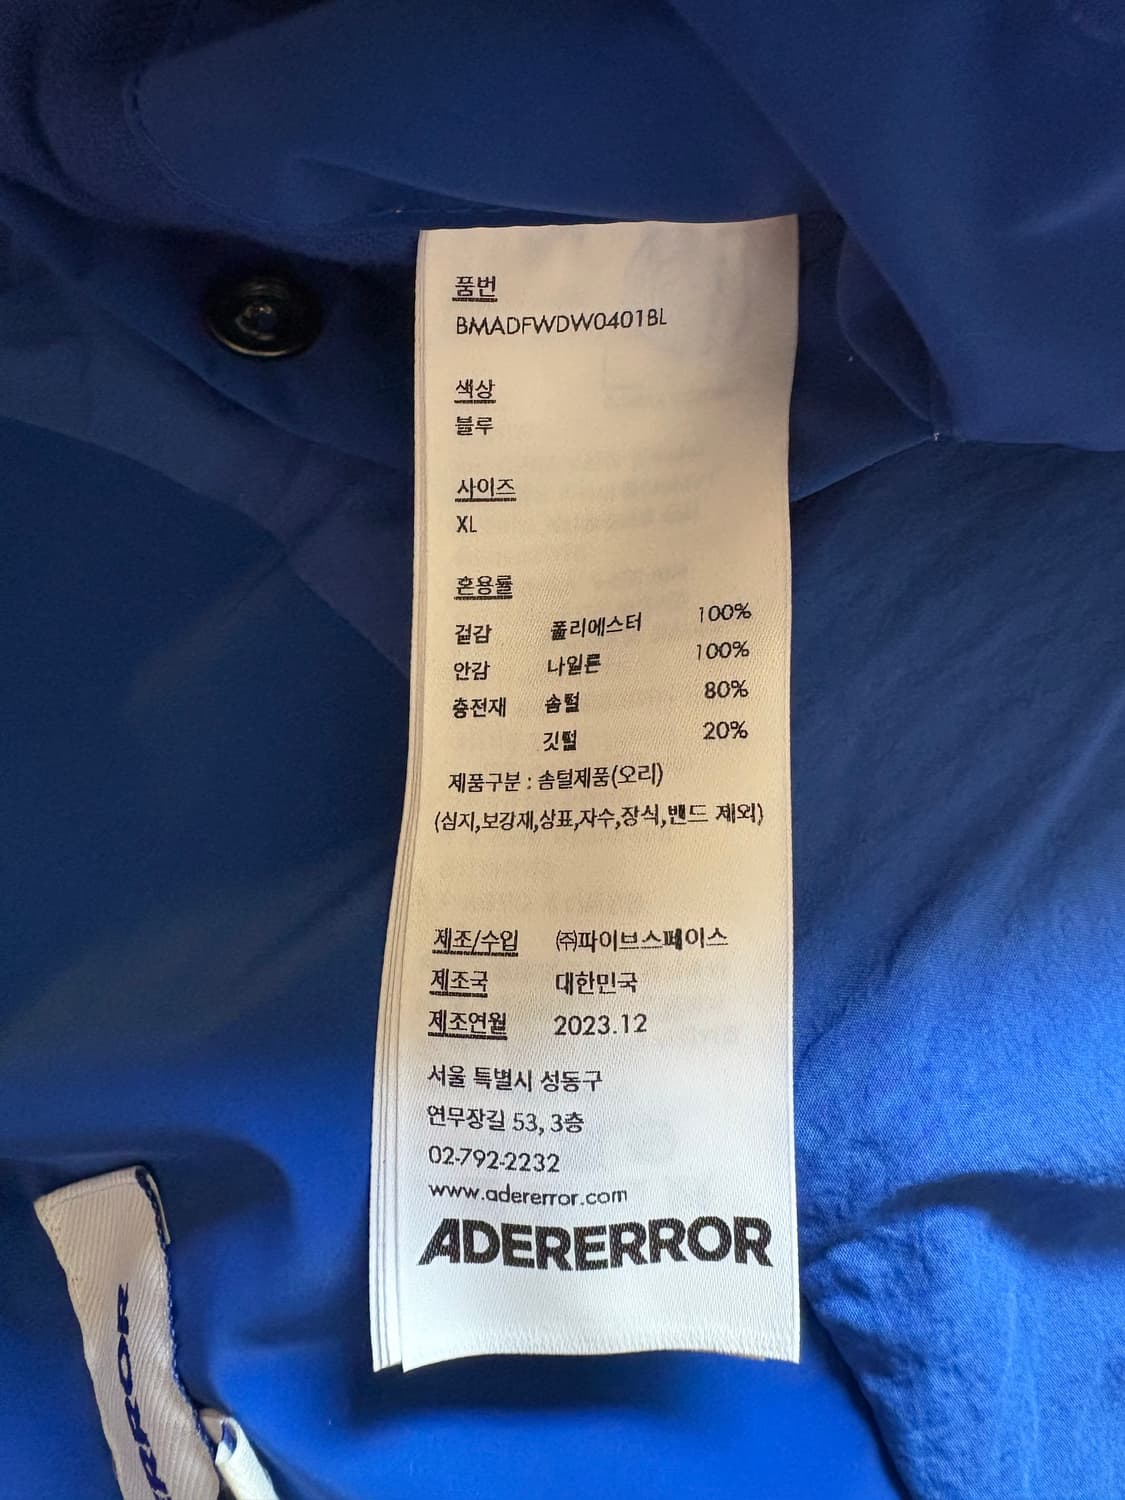 품번
BMADFWDW0401BL
색상
블루
사이즈
XL
혼용률
겉감 폴리에스터 100%
안감 나일론 100%
충전재 솜털 80%
깃털 20%
제품구분 : 솜털제품(오리)
(심지,보강재,상표,자수,장식,밴드 제외)
제조/수입 ㈜파이브스페이스
제조국 대한민국
제조연월 2023.12
서울 특별시 성동구
연무장길 53, 3층
02-792-2232
www.adererror.com
ADERERROR
RROR